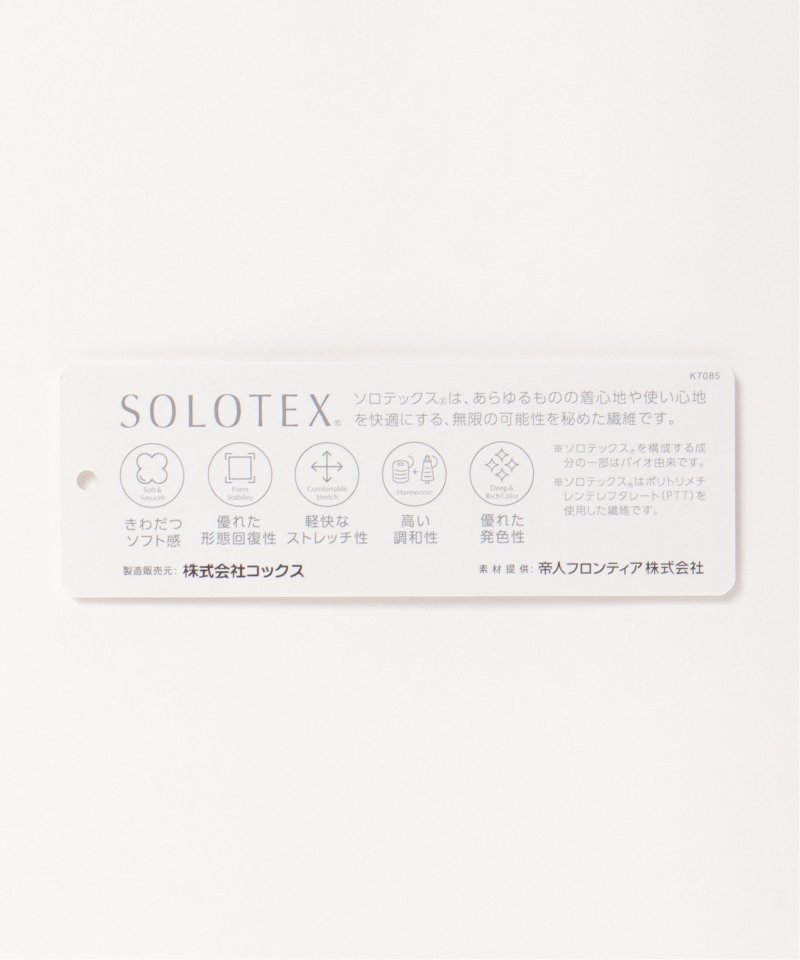 K7085
SOLOTEX®
ソロテックス®は、あらゆるものの着心地や使い心地
を快適にする、無限の可能性を秘めた繊維です。
Soft &
Smooth
きわだつ
ソフト感
Form
Stability
優れた
形態回復性
Comfortable
Stretch
軽快な
ストレッチ性
Harmonize
高い
調和性
Deep &
Rich Color
優れた
発色性
※ソロテックス®を構成する成
分の一部はバイオ由来です。
※ソロテックス®はポリトリメチ
レンテレフタレート(PTT)を
使用した繊維です。
製造販売元: 株式会社コックス
素材提供: 帝人フロンティア株式会社